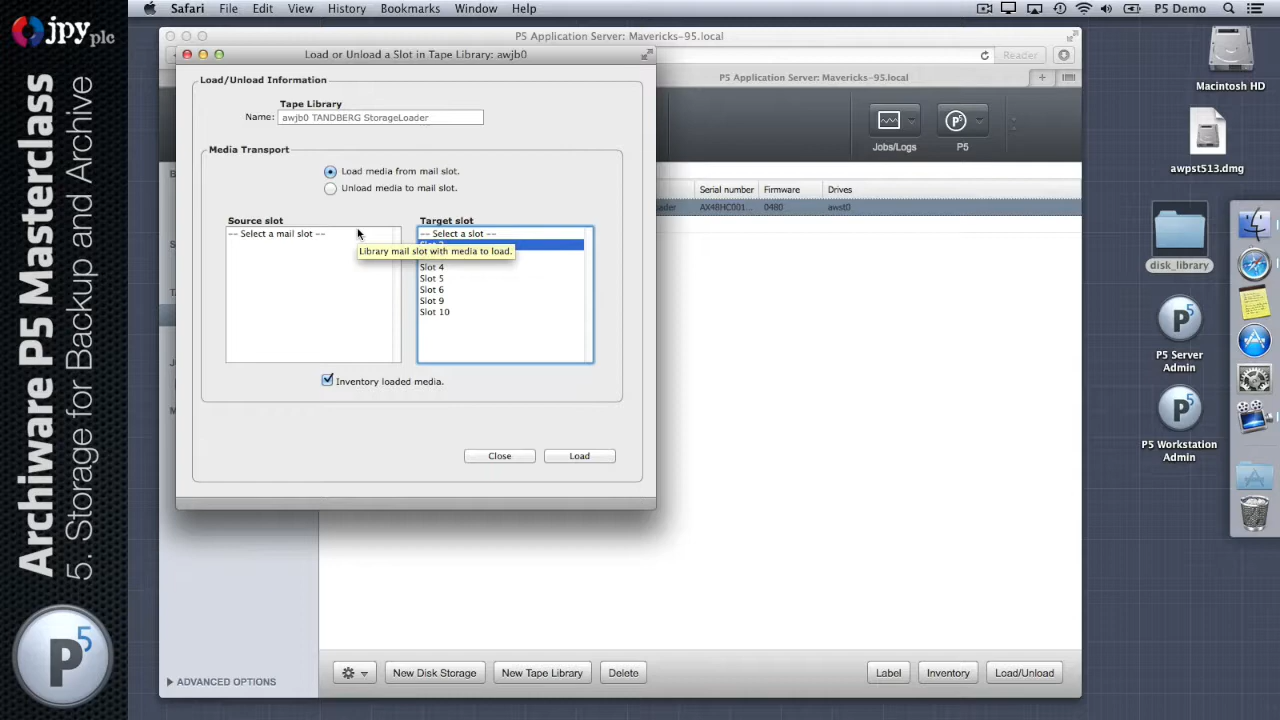 jpy plc
Archiware P5 Masterclass
5. Storage for Backup and Archive
P5
Safari File Edit View History Bookmarks Window Help
P5 Demo
P5 Application Server: Mavericks-95.local
Reader
P5 Application Server: Mavericks-95.local
Jobs/Logs
P5
Serial number Firmware Drives
AX48HC001... 0480 awst0
Load or Unload a Slot in Tape Library: awjb0
Load/Unload Information
Tape Library
Name: awjb0 TANDBERG StorageLoader
Media Transport
Load media from mail slot.
Unload media to mail slot.
Source slot
-- Select a mail slot --
Target slot
-- Select a slot --
Library mail slot with media to load.
Slot 4
Slot 5
Slot 6
Slot 9
Slot 10
Inventory loaded media.
Close
Load
ADVANCED OPTIONS
New Disk Storage
New Tape Library
Delete
Label
Inventory
Load/Unload
Macintosh HD
awpst513.dmg
disk_library
P5 Server
Admin
P5 Workstation
Admin